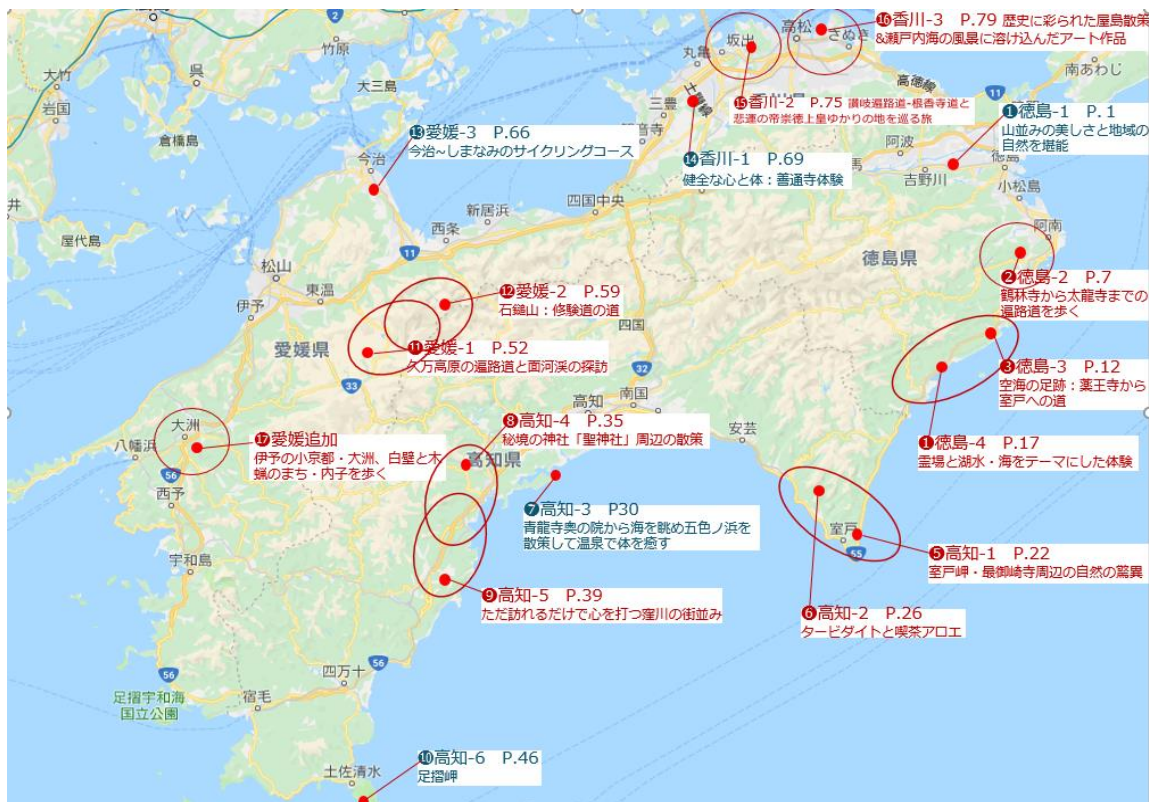 広島
竹原
呉
大竹
大三島
岩国
倉橋島
屋代島
今治
新居浜
西条
四国中央
松山
東温
伊予
愛媛県
大洲
八幡浜
西予
宇和島
四万十
宿毛
足摺宇和海
国立公園
土佐清水
高知県
高知
南国
安芸
室戸
四国
徳島県
阿南
小松島
徳島
吉野川
阿波
三豊
丸亀
坂出
高松
さぬき
高徳線
土讃線
南あわじ
2
11
11
33
32
56
56
56
55
⓰香川-3 P.79 歴史に彩られた屋島散策
&瀬戸内海の風景に溶け込んだアート作品
⓯香川-2 P.75 讃岐遍路道-根香寺道と
悲運の帝崇徳上皇ゆかりの地を巡る旅
❶徳島-1 P.1
山並みの美しさと地域の
自然を堪能
⓭愛媛-3 P.66
今治~しまなみのサイクリングコース
⓮香川-1 P.69
健全な心と体：善通寺体験
❷徳島-2 P.7
鶴林寺から太龍寺までの
遍路道を歩く
⓬愛媛-2 P.59
石鎚山：修験道の道
⓫愛媛-1 P.52
久万高原の遍路道と面河渓の探訪
❸徳島-3 P.12
空海の足跡：薬王寺から
室戸への道
❶徳島-4 P.17
霊場と湖水・海をテーマにした体験
❽高知-4 P.35
秘境の神社「聖神社」周辺の散策
⓱愛媛追加
伊予の小京都・大洲、白壁と木
蝋のまち・内子を歩く
❼高知-3 P30
青龍寺奥の院から海を眺め五色ノ浜を
散策して温泉で体を癒す
❺高知-1 P.22
室戸岬・最御崎寺周辺の自然の驚異
❾高知-5 P.39
ただ訪れるだけで心を打つ窪川の街並み
❻高知-2 P.26
タービダイトと喫茶アロエ
❿高知-6 P.46
足摺岬